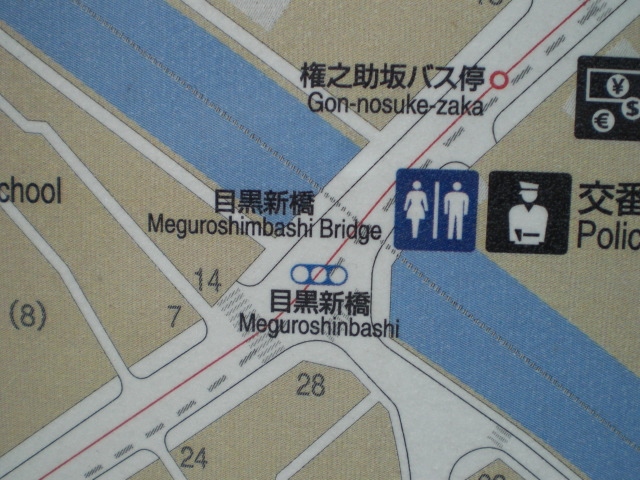 権之助坂バス停
Gon-nosuke-zaka
¥
$
€
chool
目黒新橋
Meguroshimbashi Bridge
交番
Polic
14
目黒新橋
Meguroshinbashi
(8)
7
28
24